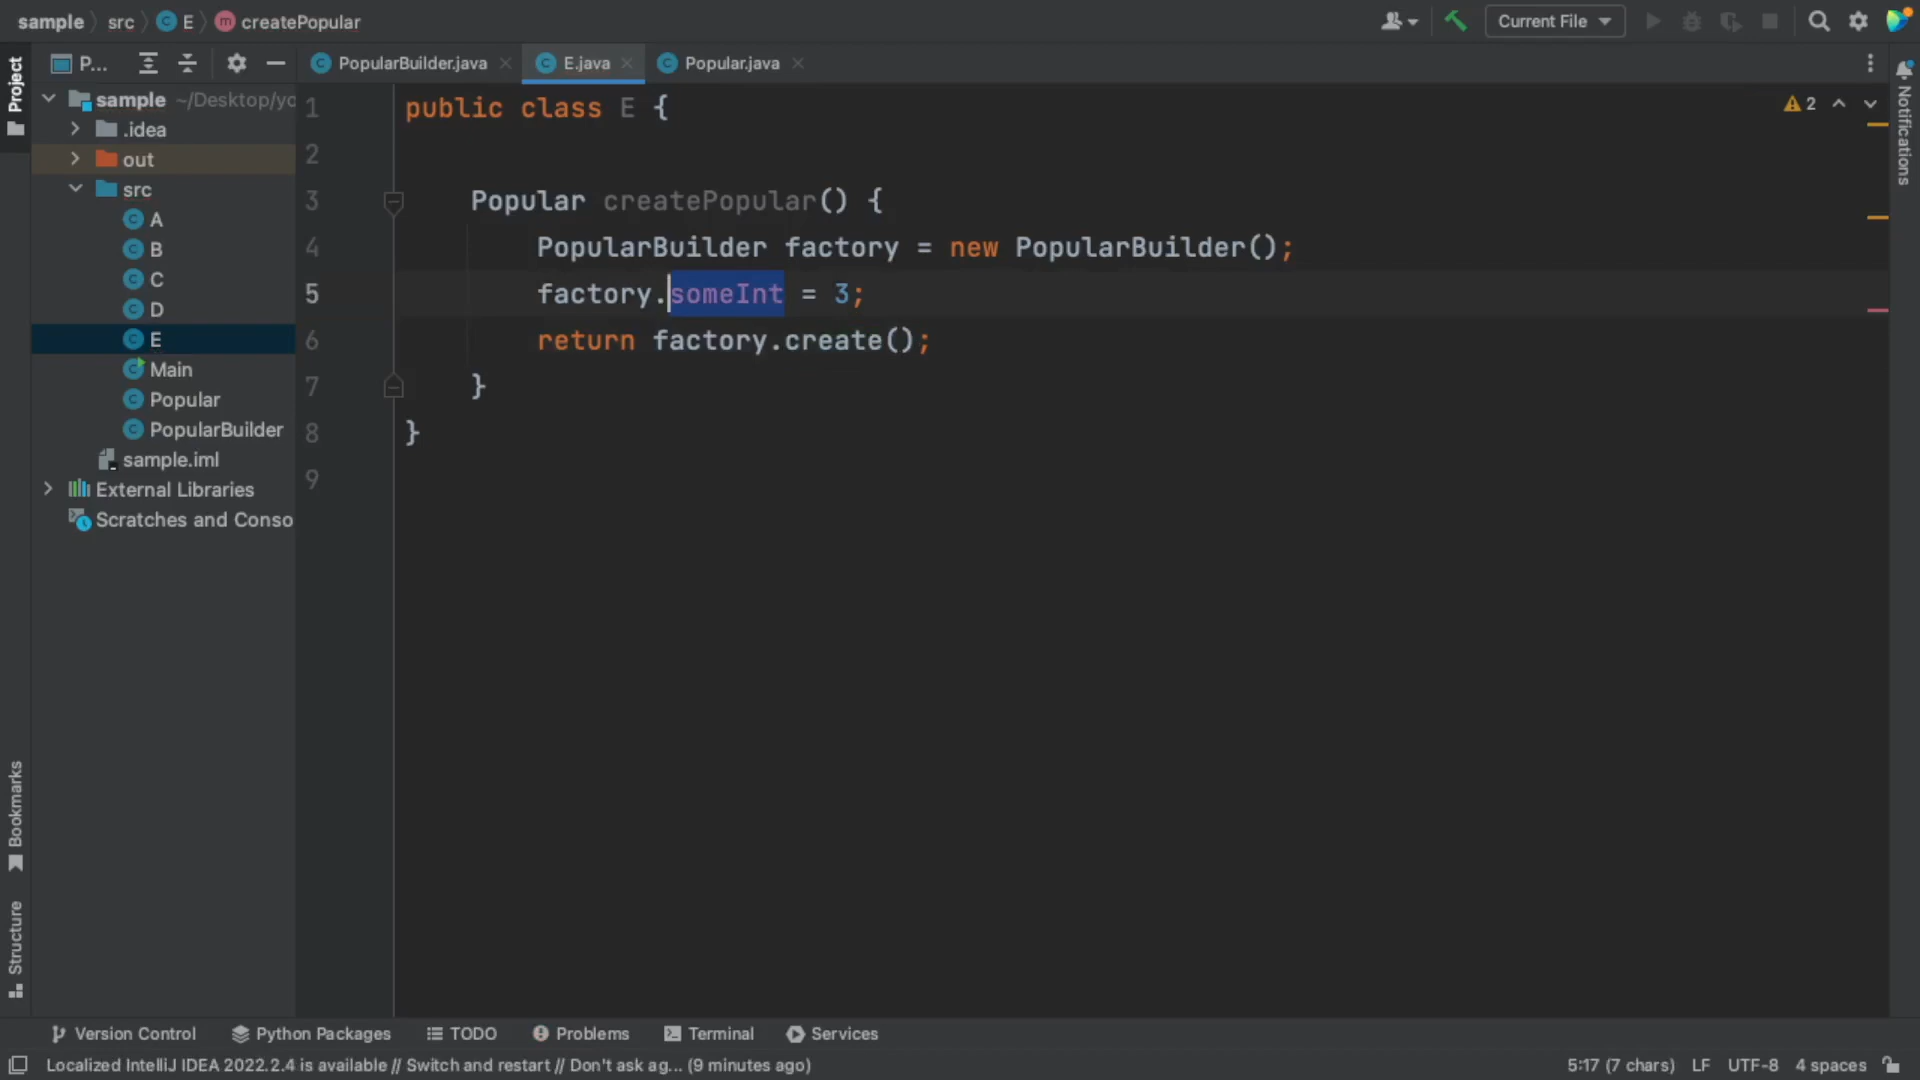 sample src E createPopular
Current File
P...
PopularBuilder.java
E.java
Popular.java
Project
sample ~/Desktop/yo
.idea
out
src
A
B
C
D
E
Main
Popular
PopularBuilder
sample.iml
External Libraries
Scratches and Conso
1 public class E {
2
3 Popular createPopular() {
4 PopularBuilder factory = new PopularBuilder();
5 factory.someInt = 3;
6 return factory.create();
7 }
8 }
9
2
Notifications
Bookmarks
Structure
Version Control
Python Packages
TODO
Problems
Terminal
Services
Localized IntelliJ IDEA 2022.2.4 is available // Switch and restart // Don't ask ag... (9 minutes ago)
5:17 (7 chars) LF UTF-8 4 spaces